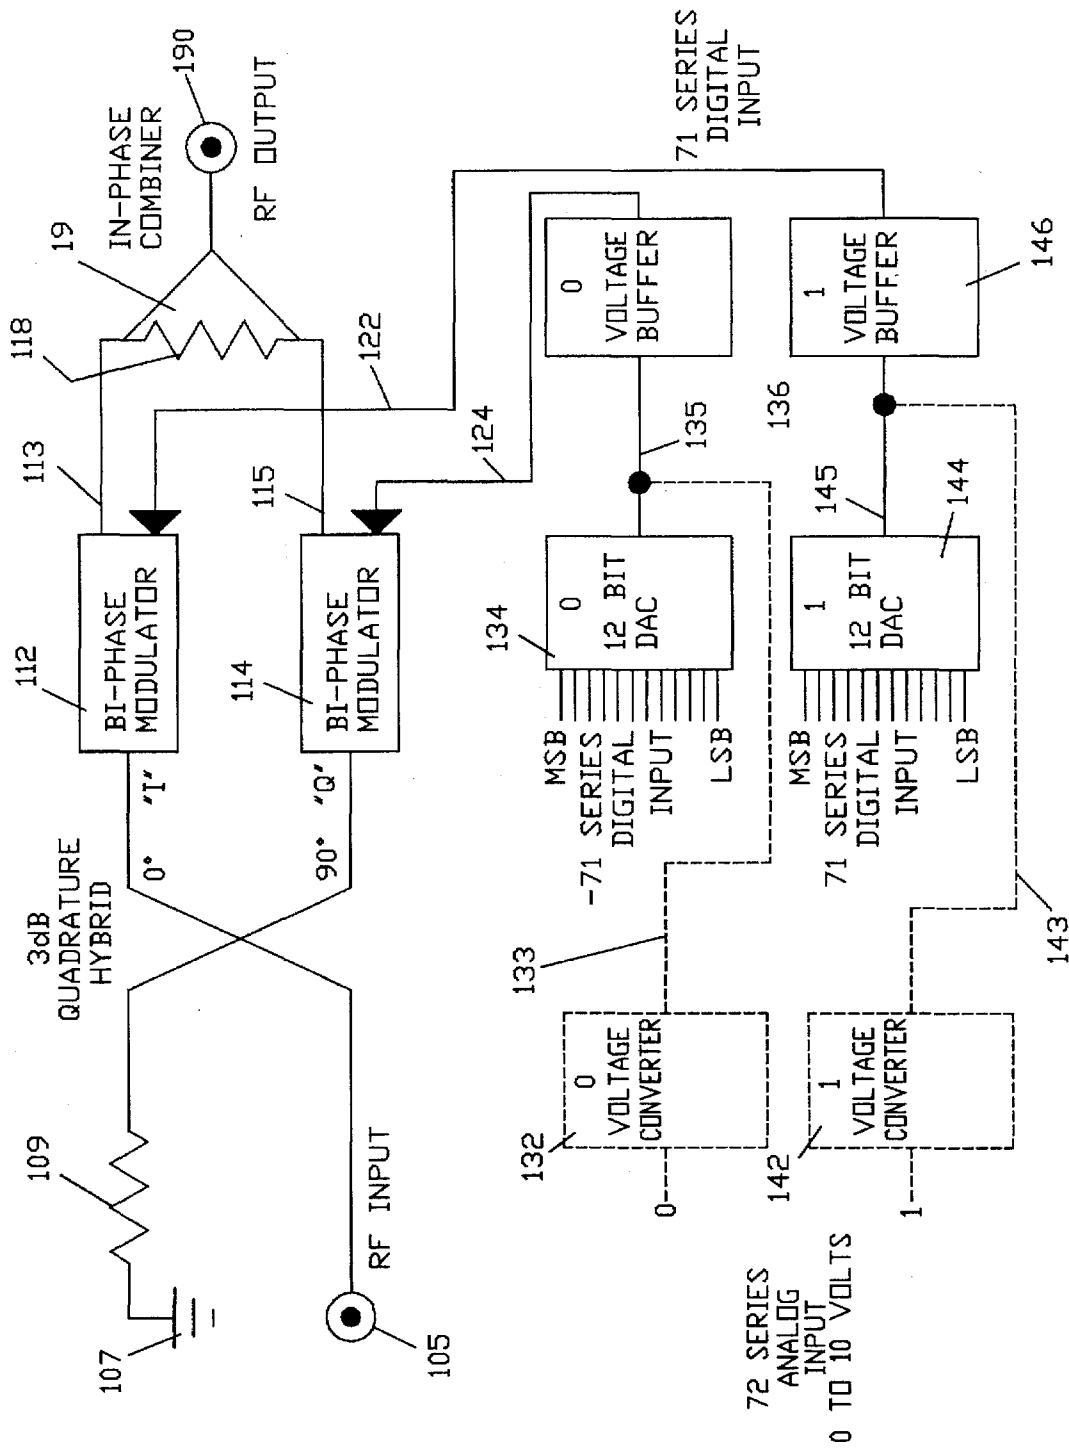 107
109
3dB
QUADRATURE
HYBRID
112
113
118
19
IN-PHASE
COMBINER
190
RF OUTPUT
0° "I"
BI-PHASE
MODULATOR
114
115
122
105
RF INPUT
90° "Q"
BI-PHASE
MODULATOR
124
132
0
0
VOLTAGE
CONVERTER
133
MSB
-71 SERIES
DIGITAL
INPUT
LSB
134
0
12 BIT
DAC
135
0
VOLTAGE
BUFFER
71 SERIES
DIGITAL
INPUT
72 SERIES
ANALOG
INPUT
0 TO 10 VOLTS
142
1
1
VOLTAGE
CONVERTER
143
MSB
71 SERIES
DIGITAL
INPUT
LSB
145
1
12 BIT
DAC
144
136
1
VOLTAGE
BUFFER
146